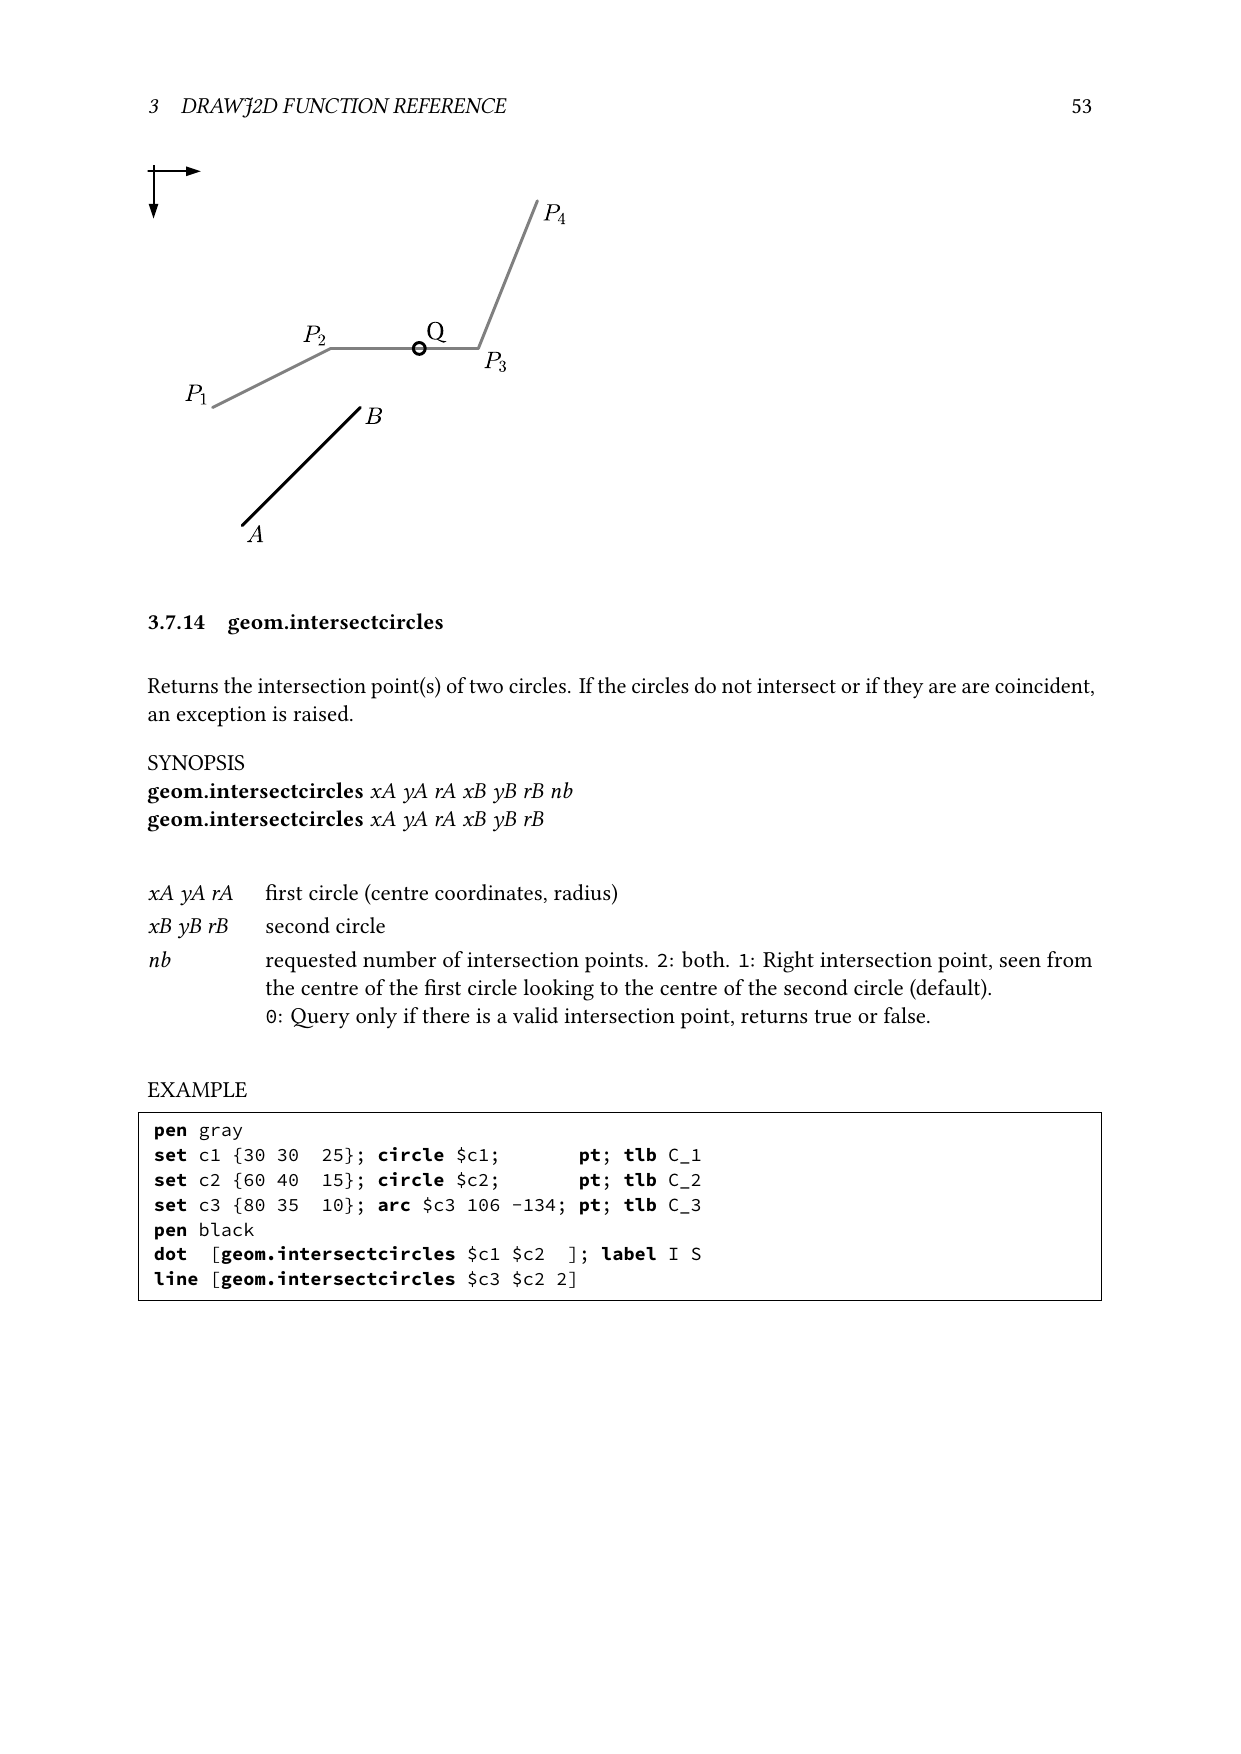 3 DRAWJ2D FUNCTION REFERENCE 53
P4
P2
Q
P3
P1
B
A
3.7.14 geom.intersectcircles
Returns the intersection point(s) of two circles. If the circles do not intersect or if they are are coincident,
an exception is raised.
SYNOPSIS
geom.intersectcircles xA yA rA xB yB rB nb
geom.intersectcircles xA yA rA xB yB rB
xA yA rA first circle (centre coordinates, radius)
xB yB rB second circle
nb requested number of intersection points. 2: both. 1: Right intersection point, seen from
the centre of the first circle looking to the centre of the second circle (default).
0: Query only if there is a valid intersection point, returns true or false.
EXAMPLE
pen gray
set c1 {30 30  25}; circle $c1;       pt; tlb C_1
set c2 {60 40  15}; circle $c2;       pt; tlb C_2
set c3 {80 35  10}; arc $c3 106 -134; pt; tlb C_3
pen black
dot  [geom.intersectcircles $c1 $c2  ]; label I S
line [geom.intersectcircles $c3 $c2 2]